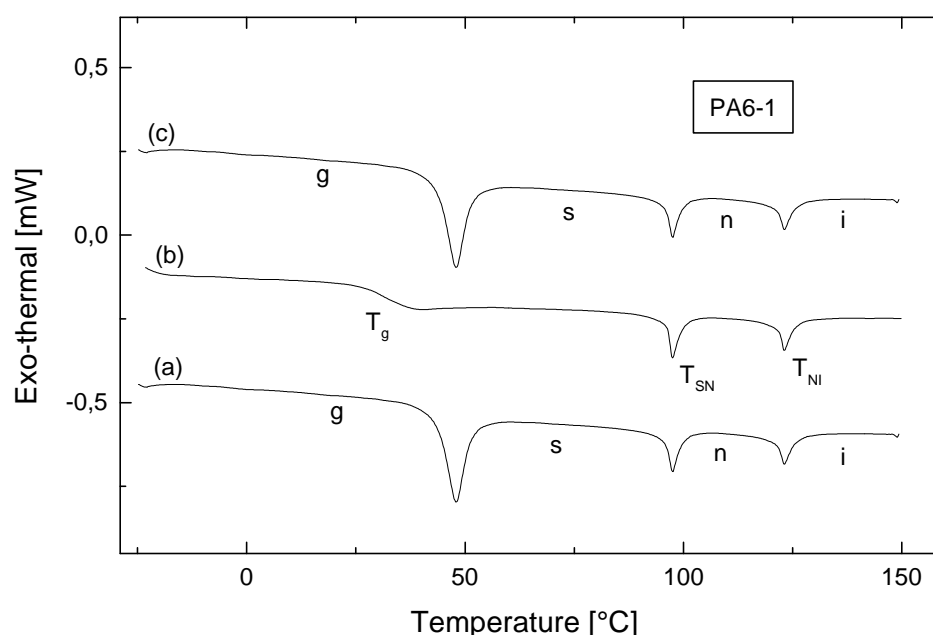 0,5
0,0
-0,5
Exo-thermal [mW]
PA6-1
(c)
g
s
n
i
(b)
T_g
T_SN
T_NI
(a)
g
s
n
i
0
50
100
150
Temperature [°C]